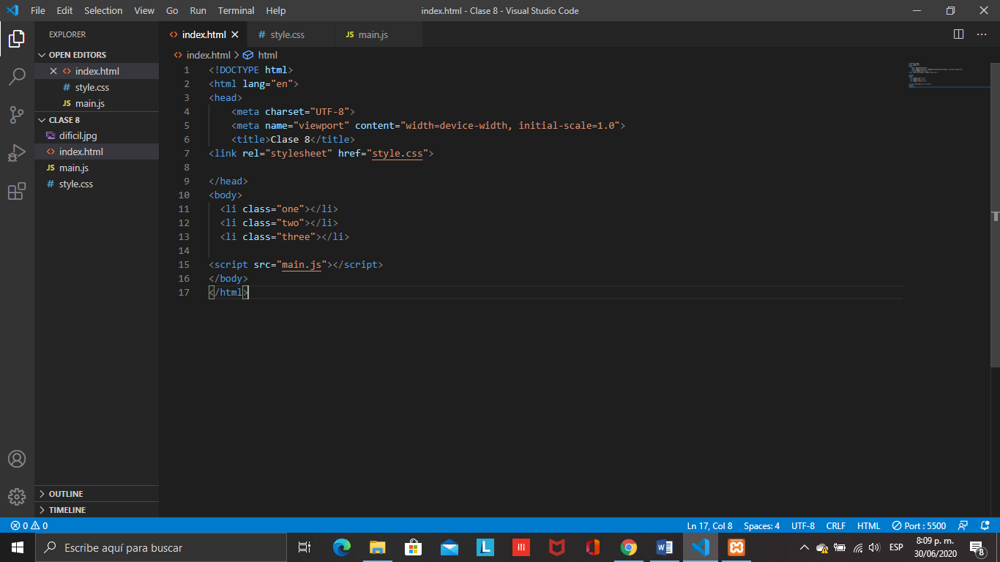 File Edit Selection View Go Run Terminal Help
index.html - Clase 8 - Visual Studio Code
EXPLORER
OPEN EDITORS
index.html
style.css
main.js
CLASE 8
dificil.jpg
index.html
main.js
style.css
OUTLINE
TIMELINE
index.html style.css JS main.js
index.html > html
1 <!DOCTYPE html>
2 <html lang="en">
3 <head>
4 <meta charset="UTF-8">
5 <meta name="viewport" content="width=device-width, initial-scale=1.0">
6 <title>Clase 8</title>
7 <link rel="stylesheet" href="style.css">
8
9 </head>
10 <body>
11 <li class="one"></li>
12 <li class="two"></li>
13 <li class="three"></li>
14
15 <script src="main.js"></script>
16 </body>
17 </html>
0 0
Ln 17, Col 8 Spaces: 4 UTF-8 CRLF HTML Port : 5500
Escribe aquí para buscar
ESP
8:09 p. m.
30/06/2020
8